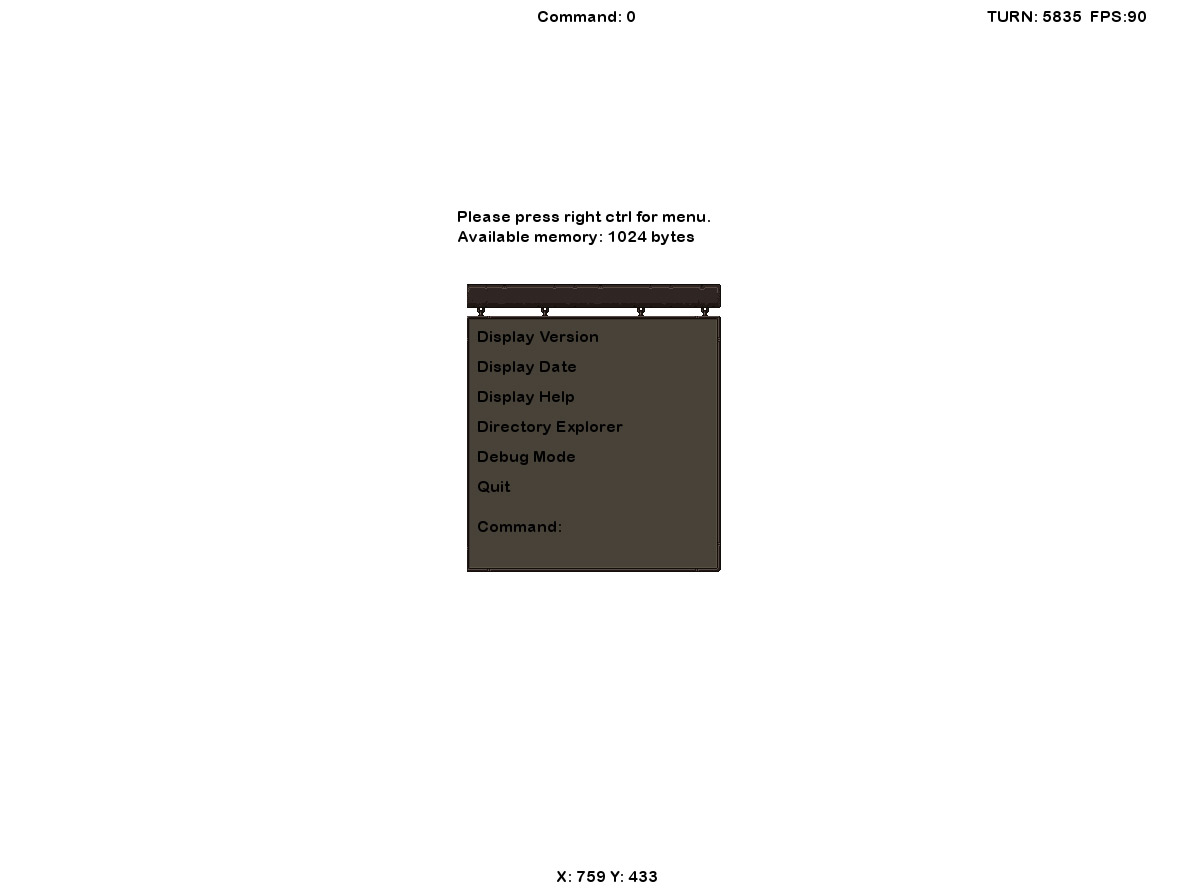 Command: 0
TURN: 5835 FPS:90
Please press right ctrl for menu.
Available memory: 1024 bytes
Display Version
Display Date
Display Help
Directory Explorer
Debug Mode
Quit
Command:
X: 759 Y: 433